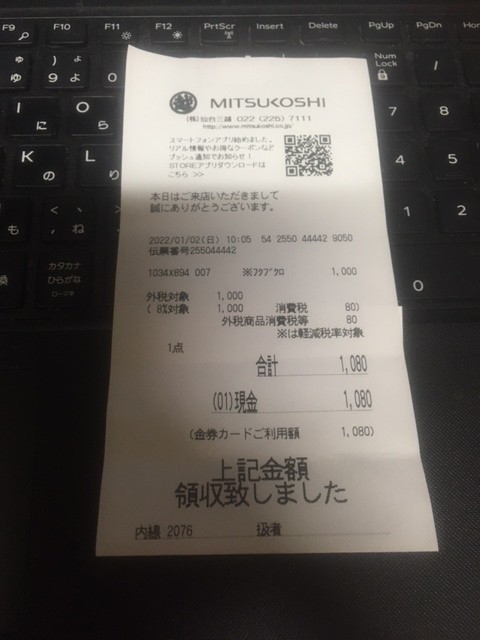 F9 F10 F11 F12 PrtScr Insert Delete PgUp PgDn Hom
MITSUKOSHI
(株)仙台三越 022(225)7111
http://www.mitsukoshi.co.jp/
スマートフォンアプリ始めました。
リアル情報やお得なクーポンなど
プッシュ通知でお知らせ!
STOREアプリダウンロードは
こちら >>
本日はご来店いただきまして
誠にありがとうございます。
2022/01/02(日) 10:05 54 2550 44442 9050
伝票番号255044442
1034X894 007 ※フクブクロ 1,000
外税対象 1,000
( 8%対象 1,000 消費税 80)
外税商品消費税等 80
※は軽減税率対象
1点
合計 1,080
(01)現金 1,080
(金券カードご利用額 1,080)
上記金額
領収致しました
内線 2076 扱者
Num
Lock
7
4
1 2
0
カタカナ
ひらがな
ローマ字